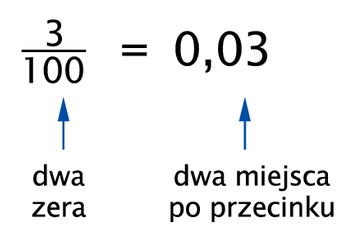 3/100 = 0,03
dwa dwa miejsca
zera po przecinku